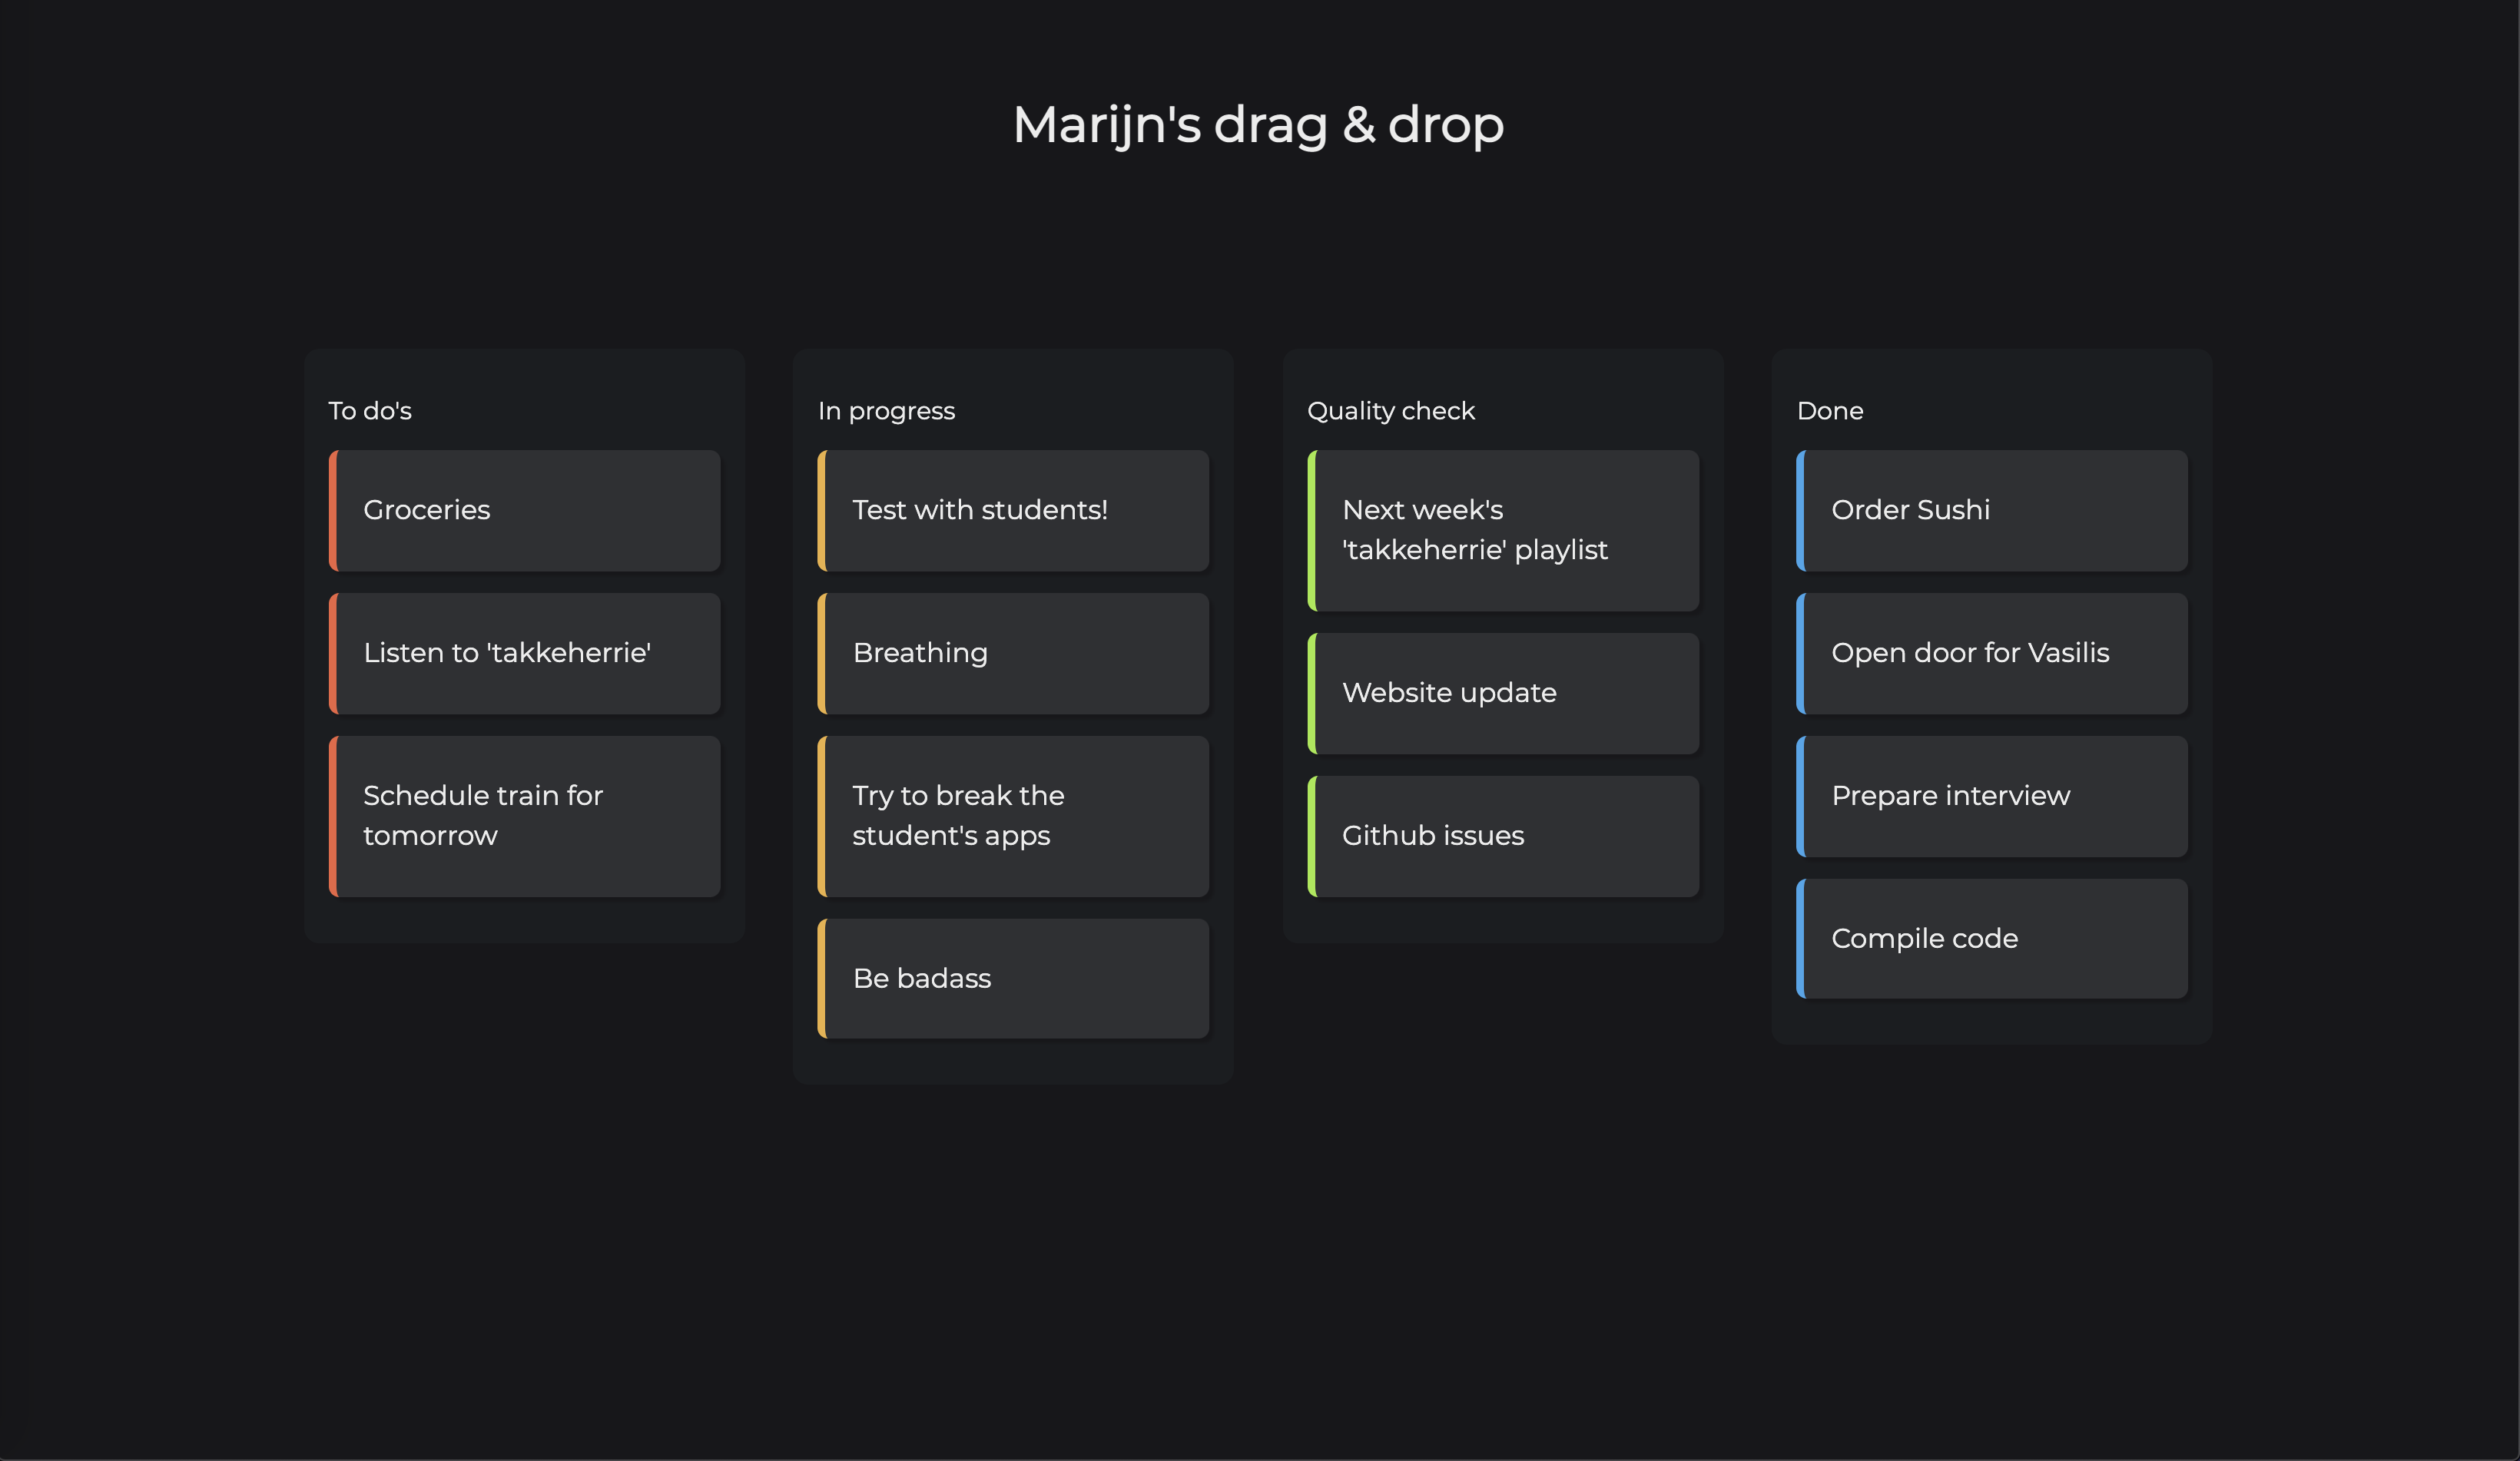 Marijn's drag & drop
To do's
Groceries
Listen to 'takkeherrie'
Schedule train for
tomorrow
In progress
Test with students!
Breathing
Try to break the
student's apps
Be badass
Quality check
Next week's
'takkeherrie' playlist
Website update
Github issues
Done
Order Sushi
Open door for Vasilis
Prepare interview
Compile code